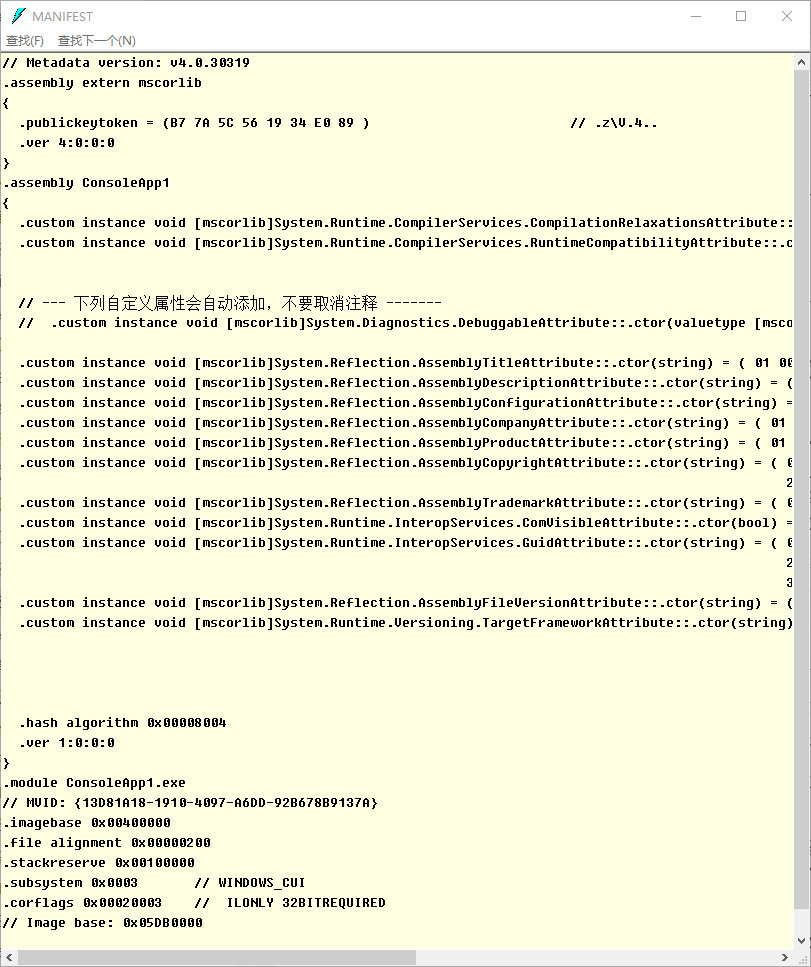 MANIFEST
查找(F) 查找下一个(N)
// Metadata version: v4.0.30319
.assembly extern mscorlib
{
  .publickeytoken = (B7 7A 5C 56 19 34 E0 89 )                         // .z\V.4..
  .ver 4:0:0:0
}
.assembly ConsoleApp1
{
  .custom instance void [mscorlib]System.Runtime.CompilerServices.CompilationRelaxationsAttribute::
  .custom instance void [mscorlib]System.Runtime.CompilerServices.RuntimeCompatibilityAttribute::.c
  // --- 下列自定义属性会自动添加，不要取消注释 -------
  //  .custom instance void [mscorlib]System.Diagnostics.DebuggableAttribute::.ctor(valuetype [msco
  .custom instance void [mscorlib]System.Reflection.AssemblyTitleAttribute::.ctor(string) = ( 01 00
  .custom instance void [mscorlib]System.Reflection.AssemblyDescriptionAttribute::.ctor(string) = (
  .custom instance void [mscorlib]System.Reflection.AssemblyConfigurationAttribute::.ctor(string) =
  .custom instance void [mscorlib]System.Reflection.AssemblyCompanyAttribute::.ctor(string) = ( 01
  .custom instance void [mscorlib]System.Reflection.AssemblyProductAttribute::.ctor(string) = ( 01
  .custom instance void [mscorlib]System.Reflection.AssemblyCopyrightAttribute::.ctor(string) = ( 0
2
  .custom instance void [mscorlib]System.Reflection.AssemblyTrademarkAttribute::.ctor(string) = ( 0
  .custom instance void [mscorlib]System.Runtime.InteropServices.ComVisibleAttribute::.ctor(bool) =
  .custom instance void [mscorlib]System.Runtime.InteropServices.GuidAttribute::.ctor(string) = ( 0
2
3
  .custom instance void [mscorlib]System.Reflection.AssemblyFileVersionAttribute::.ctor(string) = (
  .custom instance void [mscorlib]System.Runtime.Versioning.TargetFrameworkAttribute::.ctor(string)
  .hash algorithm 0x00008004
  .ver 1:0:0:0
}
.module ConsoleApp1.exe
// MVID: {13D81A18-1910-4097-A6DD-92B678B9137A}
.imagebase 0x00400000
.file alignment 0x00000200
.stackreserve 0x00100000
.subsystem 0x0003       // WINDOWS_CUI
.corflags 0x00020003    //  ILONLY 32BITREQUIRED
// Image base: 0x05DB0000